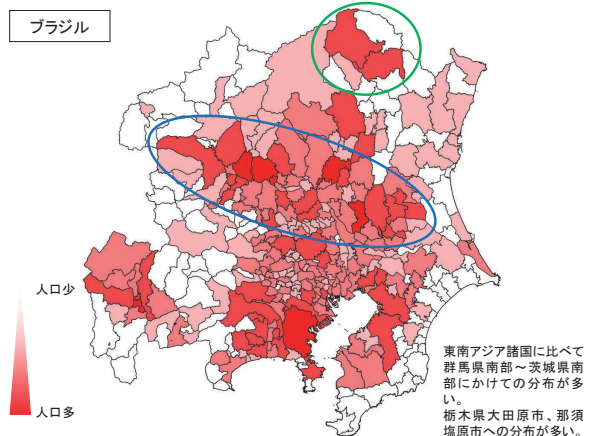 ブラジル
人口少
人口多
東南アジア諸国に比べて
群馬県南部～茨城県南
部にかけての分布が多
い。
栃木県大田原市、那須
塩原市への分布が多い。